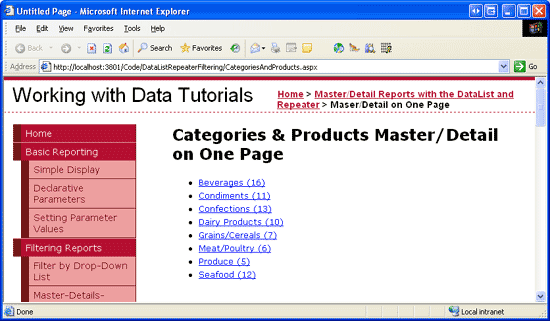 Untitled Page - Microsoft Internet Explorer
File Edit View Favorites Tools Help
Back Search Favorites
Address http://localhost:3801/Code/DataListRepeaterFiltering/CategoriesAndProducts.aspx Go
Working with Data Tutorials
Home > Master/Detail Reports with the DataList and
Repeater > Maser/Detail on One Page
Home
Basic Reporting
Simple Display
Declarative
Parameters
Setting Parameter
Values
Filtering Reports
Filter by Drop-Down
List
Master-Details-
Categories & Products Master/Detail
on One Page
Beverages (16)
Condiments (11)
Confections (13)
Dairy Products (10)
Grains/Cereals (7)
Meat/Poultry (6)
Produce (5)
Seafood (12)
Done
Local intranet